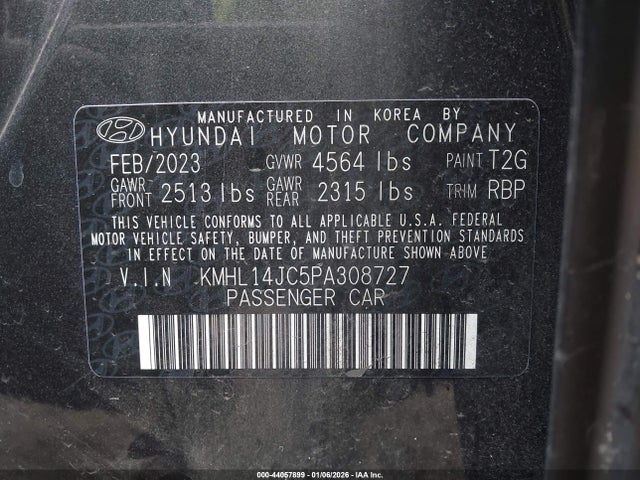 MANUFACTURED IN KOREA BY
HYUNDAI MOTOR COMPANY
FEB/2023 GVWR 4564 lbs PAINT T2G
GAWR FRONT 2513 lbs GAWR REAR 2315 lbs TRIM RBP
THIS VEHICLE CONFORMS TO ALL APPLICABLE U.S.A. FEDERAL
MOTOR VEHICLE SAFETY, BUMPER, AND THEFT PREVENTION STANDARDS
IN EFFECT ON THE DATE OF MANUFACTURE SHOWN ABOVE.
V.I.N KMHL14JC5PA308727
PASSENGER CAR
000-44057899 - 01/06/2026 - IAA Inc.